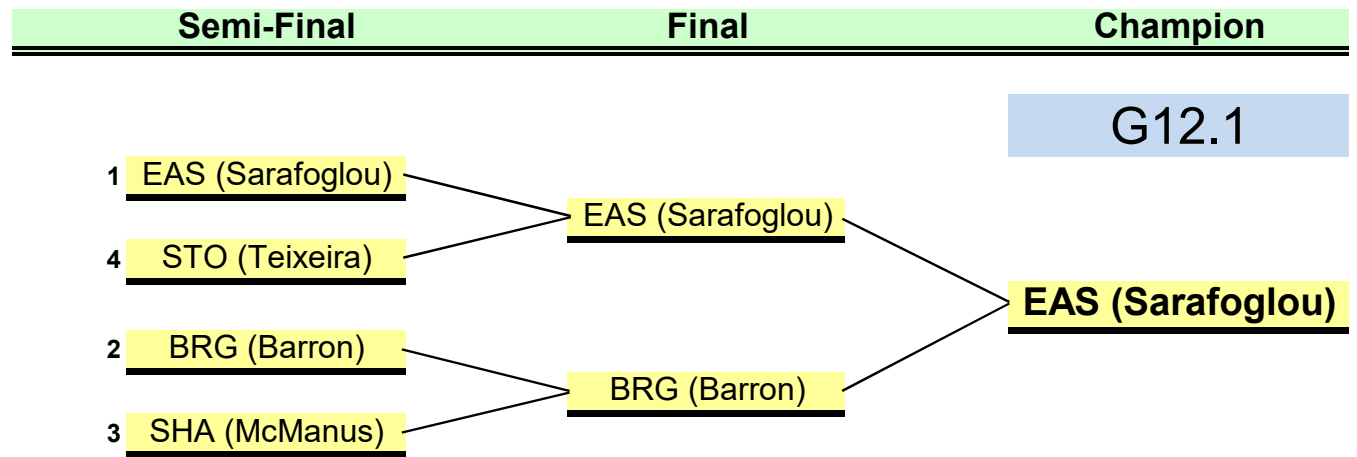 Semi-Final Final Champion
G12.1
1 EAS (Sarafoglou)
EAS (Sarafoglou)
4 STO (Teixeira)
EAS (Sarafoglou)
2 BRG (Barron)
BRG (Barron)
3 SHA (McManus)